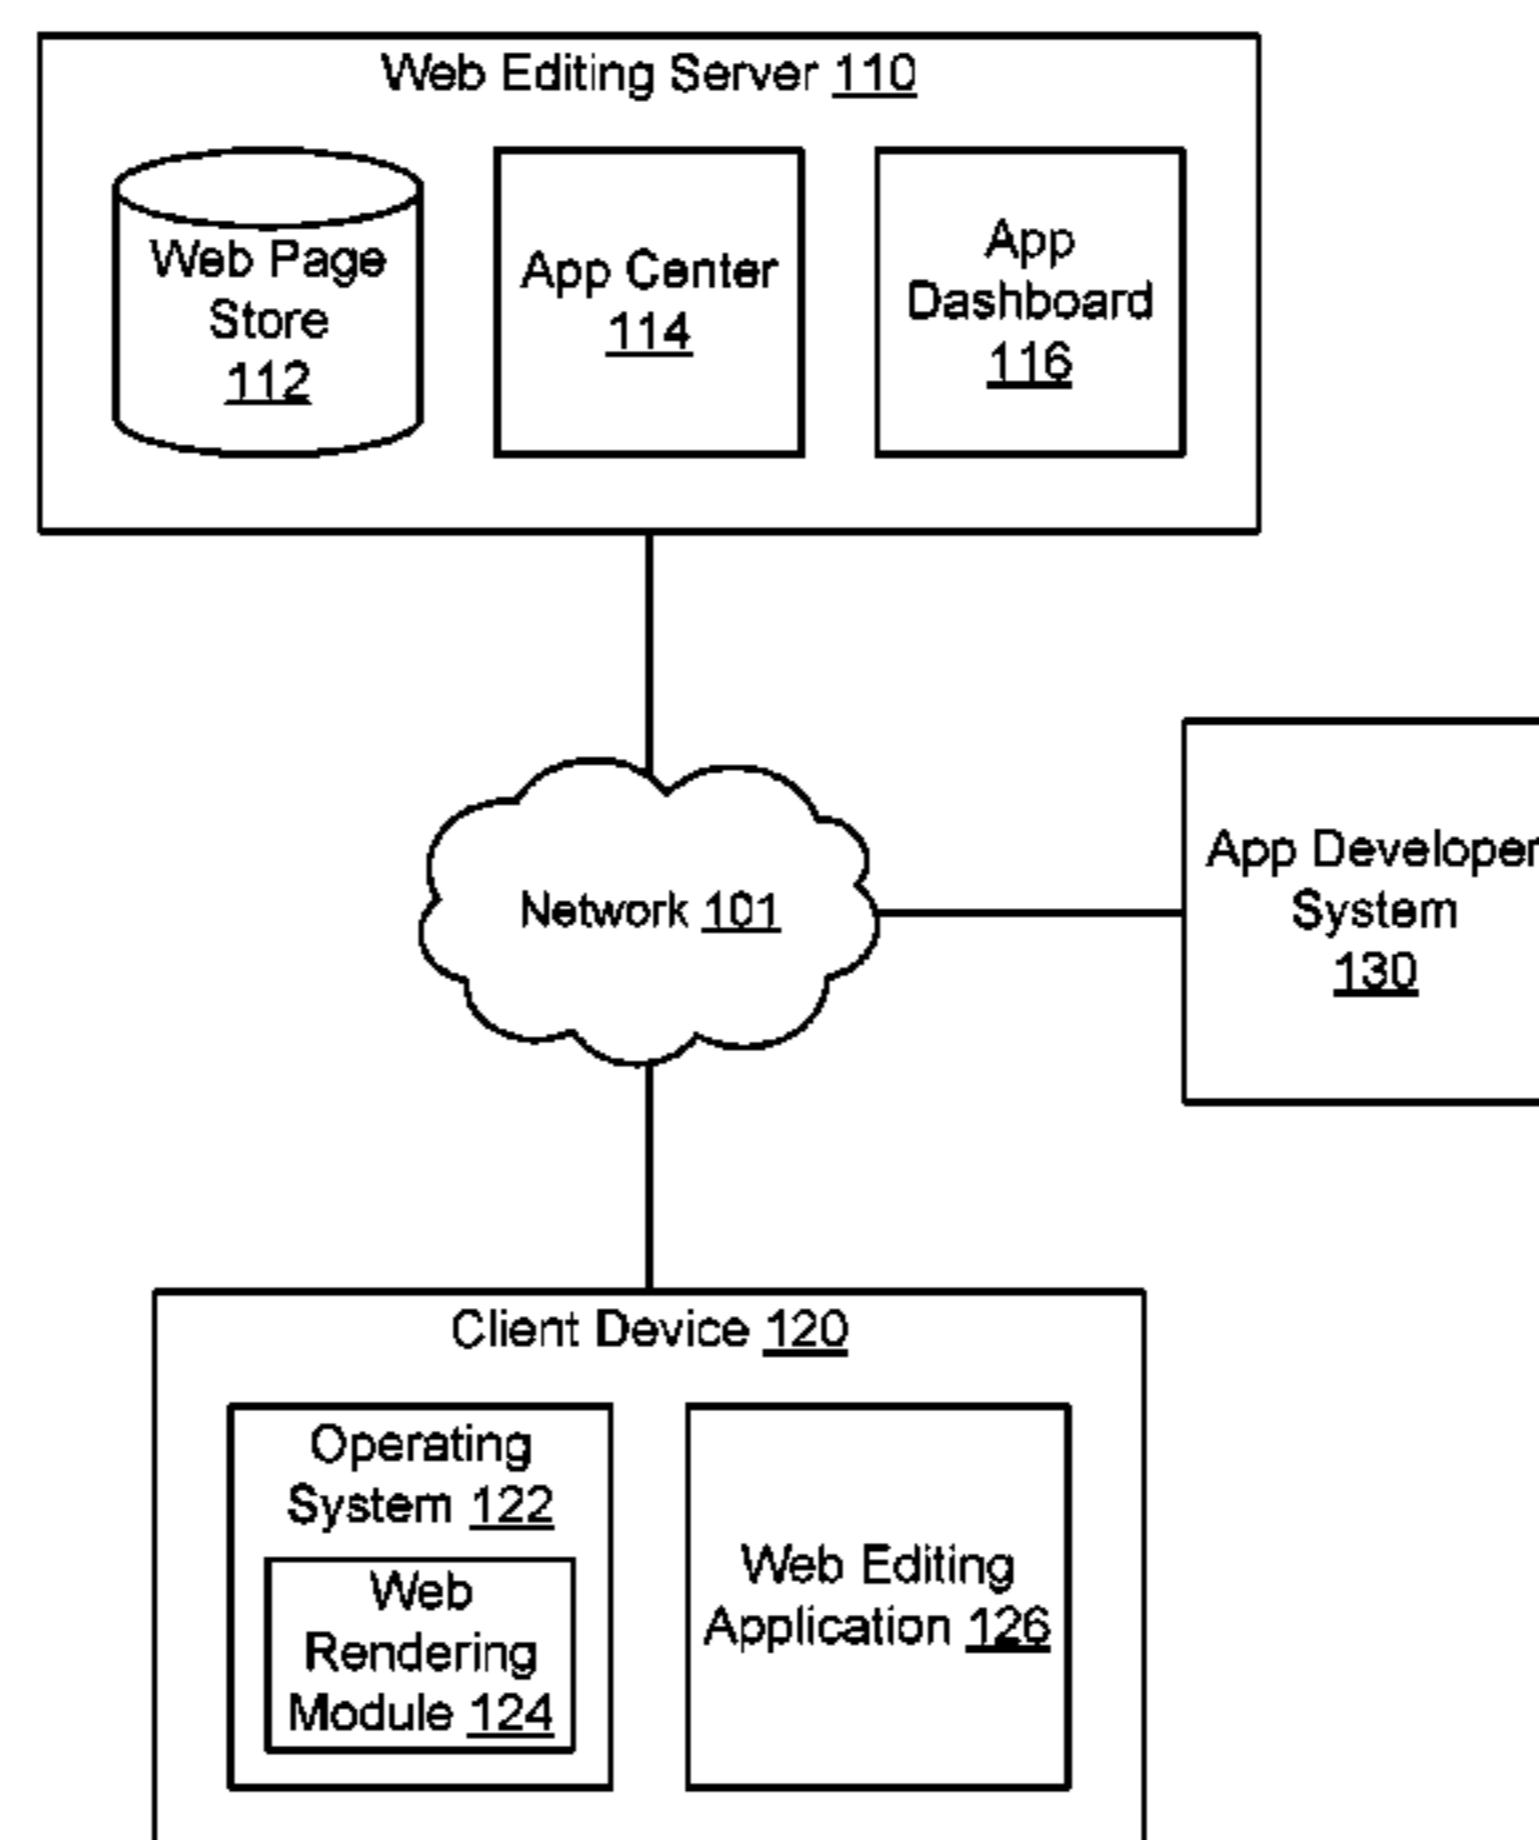 Web Editing Server 110
Web Page
Store
112
App Center
114
App
Dashboard
116
Network 101
App Developer
System
130
Client Device 120
Operating
System 122
Web
Rendering
Module 124
Web Editing
Application 126